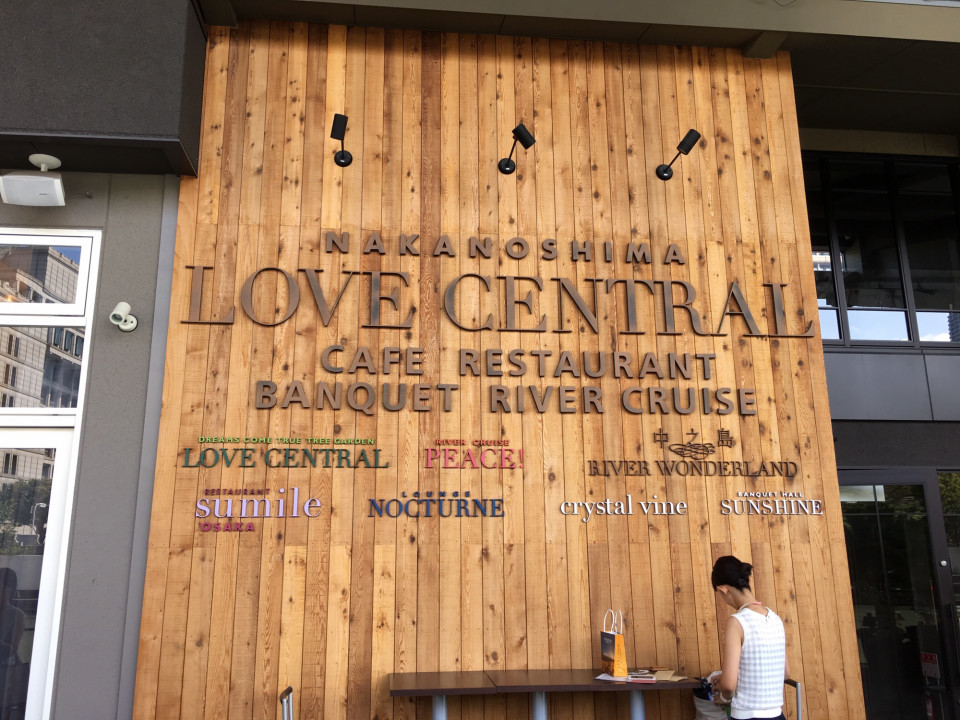 NAKANOSHIMA
LOVE CENTRAL
CAFE RESTAURANT
BANQUET RIVER CRUISE
DREAMS COME TRUE TREE GARDEN
LOVE CENTRAL
RIVER CRUISE
PEACE!
中之島
RIVER WONDERLAND
RESTAURANT
sumile
OSAKA
LOUNGE
NOCTURNE
crystal vine
BANQUET HALL
SUNSHINE